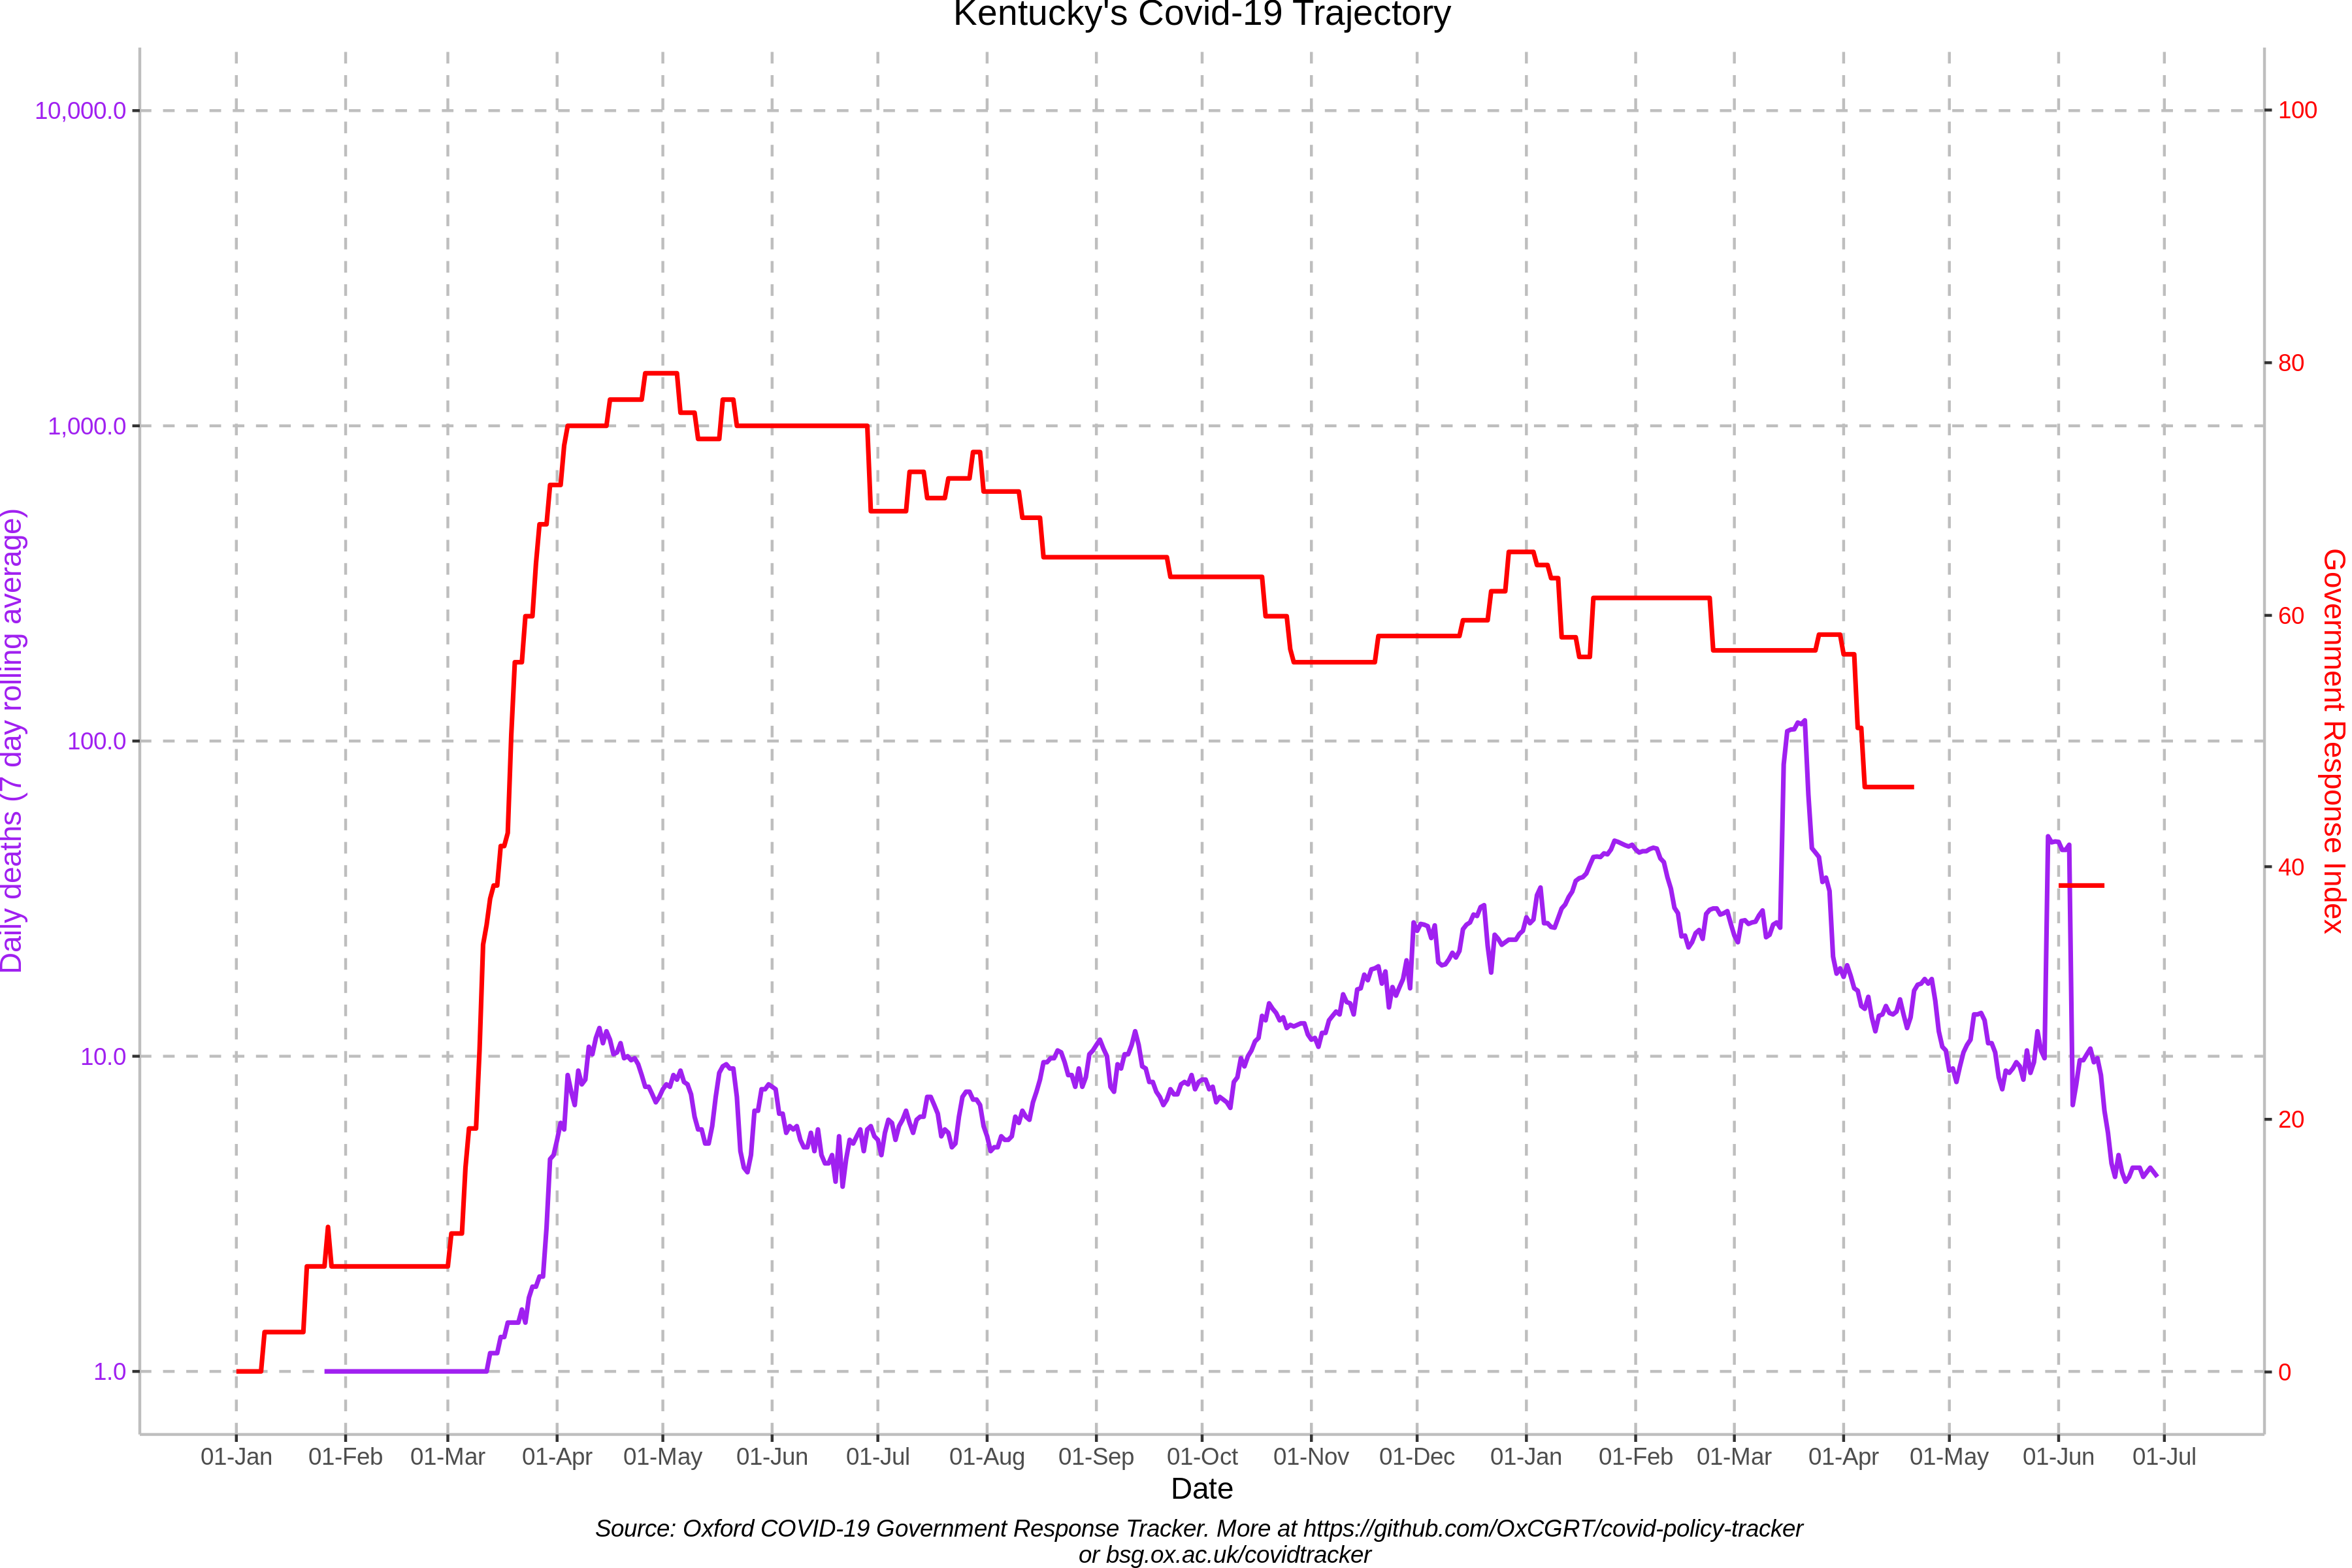 Kentucky's Covid-19 Trajectory
Daily deaths (7 day rolling average)
10,000.0
1,000.0
100.0
10.0
1.0
100
80
60
40
20
0
Government Response Index
01-Jan 01-Feb 01-Mar 01-Apr 01-May 01-Jun 01-Jul 01-Aug 01-Sep 01-Oct 01-Nov 01-Dec 01-Jan 01-Feb 01-Mar 01-Apr 01-May 01-Jun 01-Jul
Date
Source: Oxford COVID-19 Government Response Tracker. More at https://github.com/OxCGRT/covid-policy-tracker
or bsg.ox.ac.uk/covidtracker